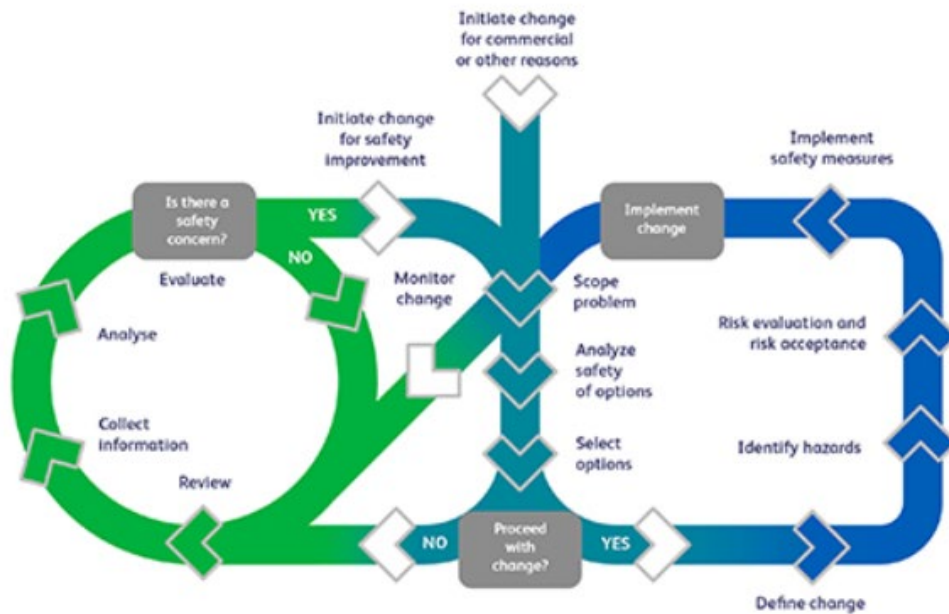 Initiate change
for commercial
or other reasons
Initiate change
for safety
improvement
Implement
safety measures
Is there a
safety
concern?
YES
NO
Implement
change
Evaluate
Monitor
change
Scope
problem
Analyse
Risk evaluation and
risk acceptance
Analyze
safety
of options
Collect
information
Select
options
Identify hazards
Review
NO
Proceed
with
change?
YES
Define change